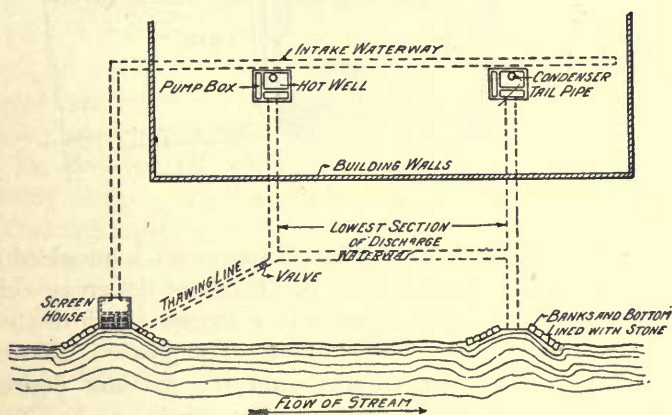 INTAKE WATERWAY
PUMP BOX
HOT WELL
CONDENSER
TAIL PIPE
BUILDING WALLS
LOWEST SECTION
OF DISCHARGE
WATERWAY
THAWING LINE
VALVE
SCREEN
HOUSE
BANKS AND BOTTOM
LINED WITH STONE
FLOW OF STREAM